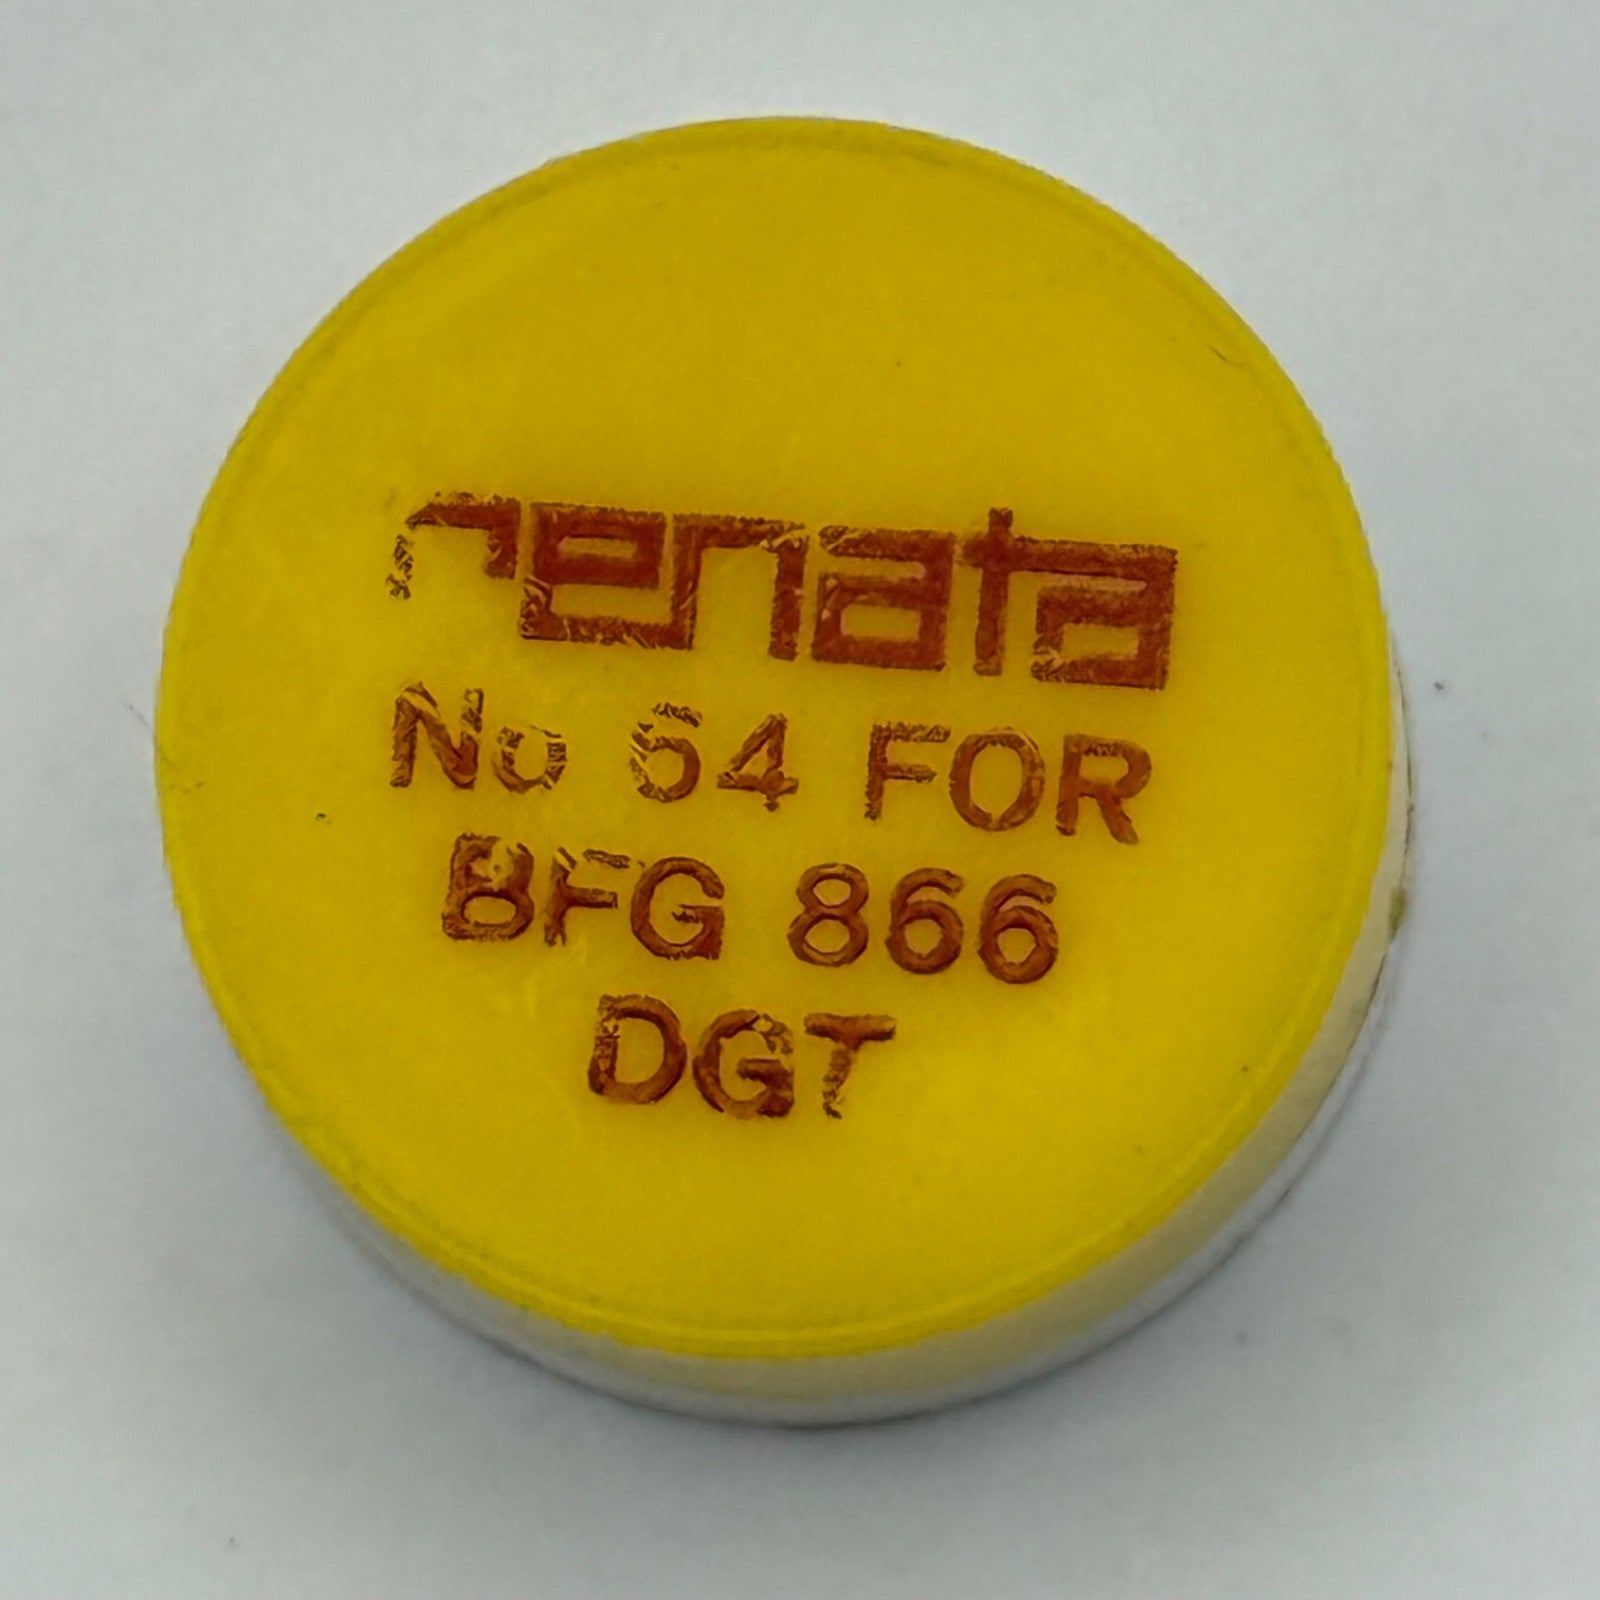 renata
No 64 FOR
BFG 866
DGT